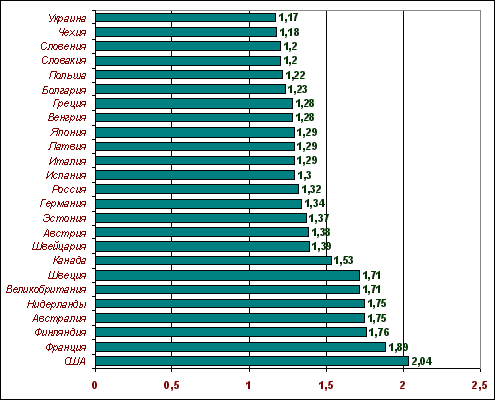 Украина 1,17
Чехия 1,18
Словения 1,2
Словакия 1,2
Польша 1,22
Болгария 1,23
Греция 1,28
Венгрия 1,28
Япония 1,29
Латвия 1,29
Италия 1,29
Испания 1,3
Россия 1,32
Германия 1,34
Эстония 1,37
Австрия 1,38
Швейцария 1,39
Канада 1,53
Швеция 1,71
Великобритания 1,71
Нидерланды 1,75
Австралия 1,75
Финляндия 1,76
Франция 1,89
США 2,04
0 0,5 1 1,5 2 2,5